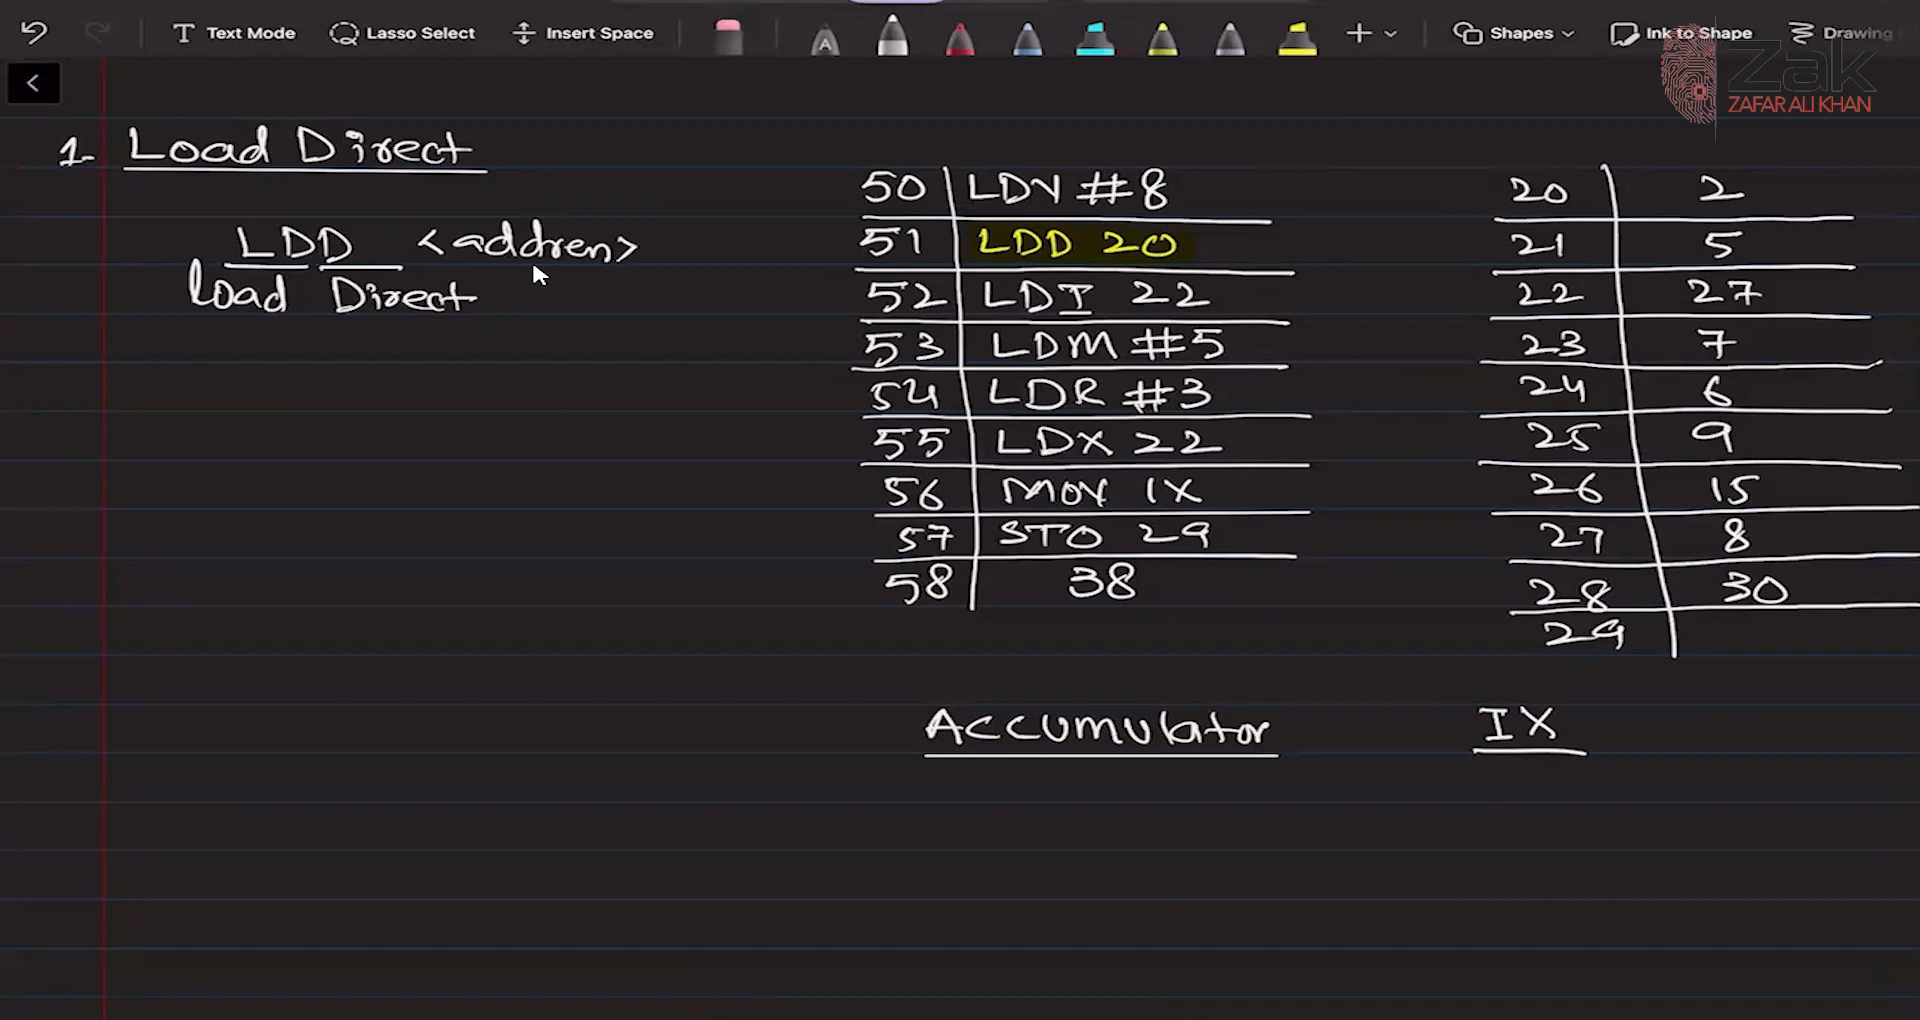 Text Mode Lasso Select Insert Space Shapes Ink to Shape Drawing
Zak
ZAFAR ALI KHAN
1- Load Direct
LDD <address>
Load Direct
50 LDV #8
51 LDD 20
52 LDI 22
53 LDM #5
54 LDR #3
55 LDX 22
56 MOV IX
57 STO 29
58 38
20 2
21 5
22 27
23 7
24 6
25 9
26 15
27 8
28 30
29
Accumulator
IX